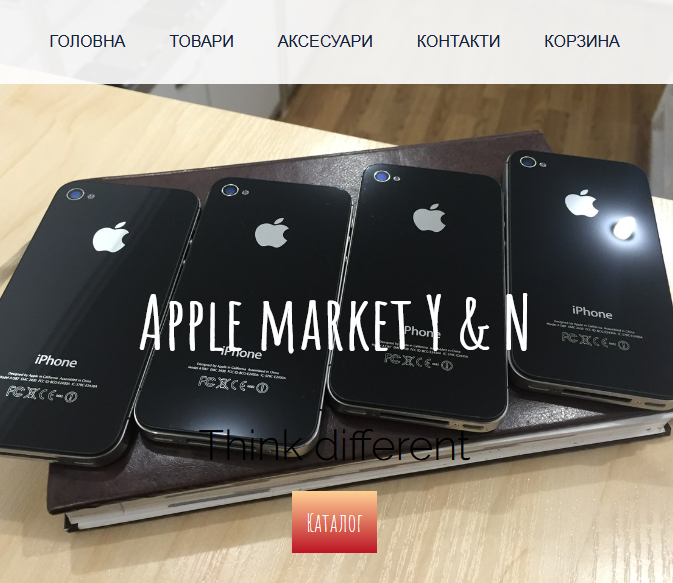 ГОЛОВНА ТОВАРИ АКСЕСУАРИ КОНТАКТИ КОРЗИНА
Apple market Y & N
iPhone
iPhone
iPhone
iPhone
Think different
Каталог